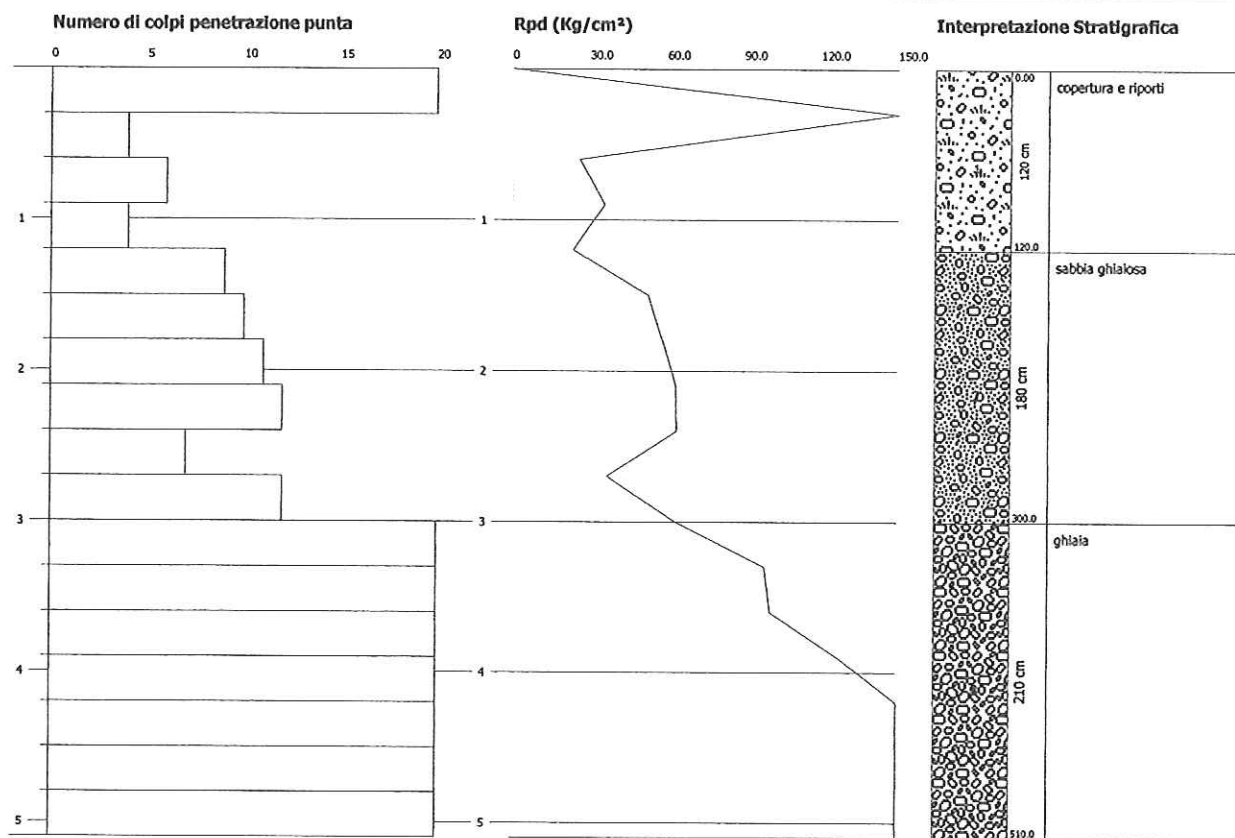 Numero di colpi penetrazione punta
0 5 10 15 20
1
2
3
4
5
Rpd (Kg/cm²)
0 30.0 60.0 90.0 120.0 150.0
1
2
3
4
5
Interpretazione Stratigrafica
0.00
copertura e riporti
120 cm
120.0
sabbia ghiaiosa
180 cm
300.0
ghiaia
210 cm
510.0